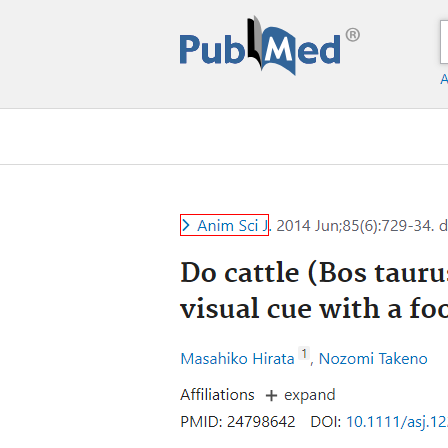 PubMed®
A
Anim Sci J. 2014 Jun;85(6):729-34. d
Do cattle (Bos tauru
visual cue with a foo
Masahiko Hirata 1, Nozomi Takeno
Affiliations + expand
PMID: 24798642 DOI: 10.1111/asj.12